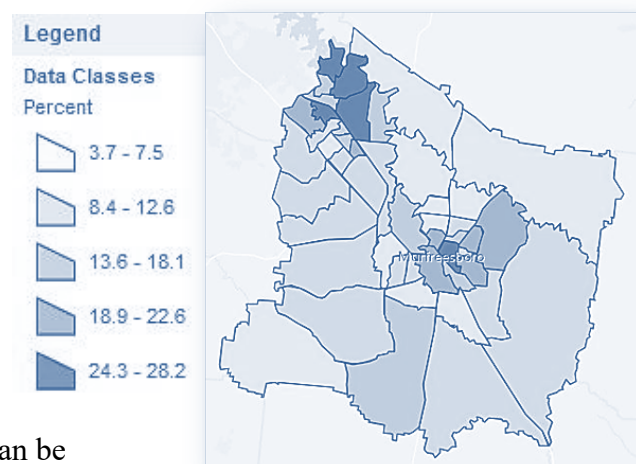 Legend
Data Classes
Percent
3.7 - 7.5
8.4 - 12.6
13.6 - 18.1
18.9 - 22.6
24.3 - 28.2
Murfreesboro
an be